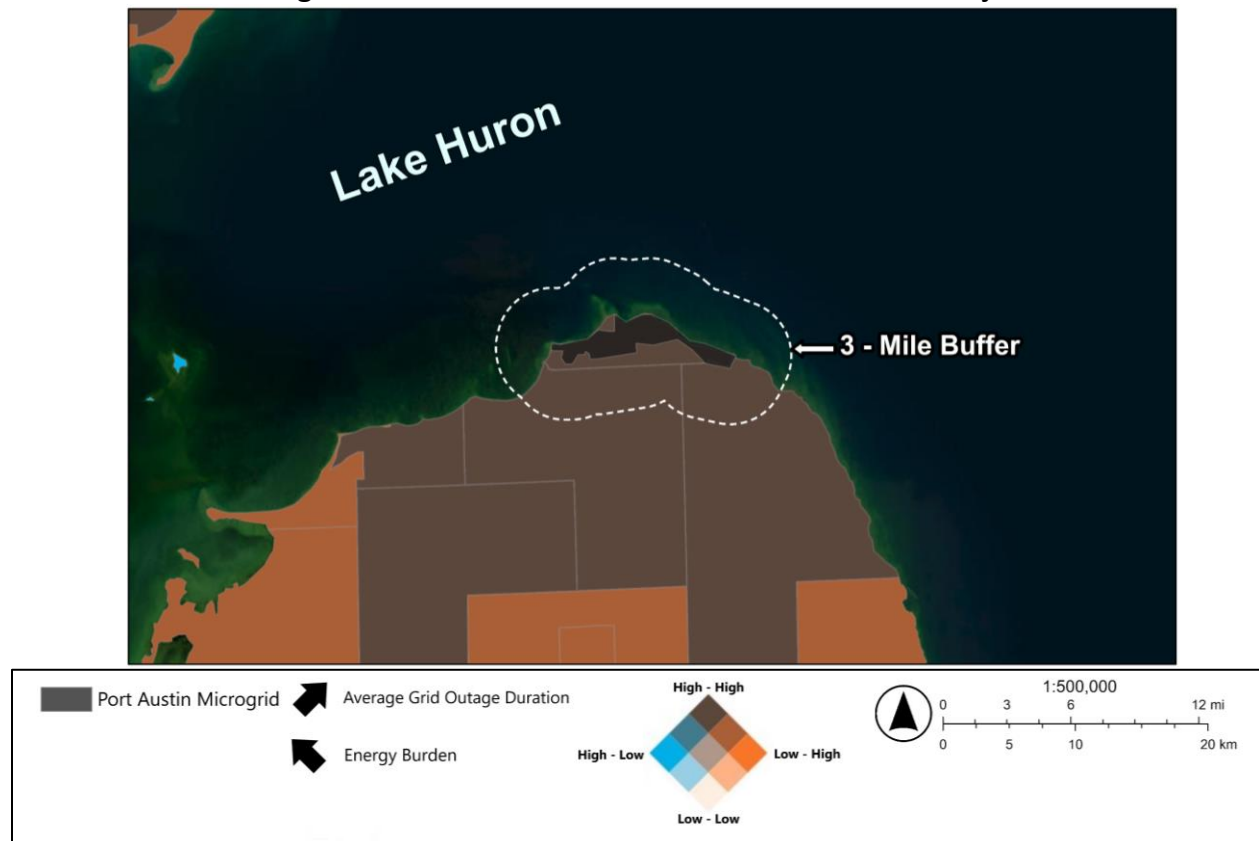 Lake Huron
3 - Mile Buffer
Port Austin Microgrid
Average Grid Outage Duration
Energy Burden
High - High
High - Low
Low - High
Low - Low
1:500,000
0 3 6 12 mi
0 5 10 20 km